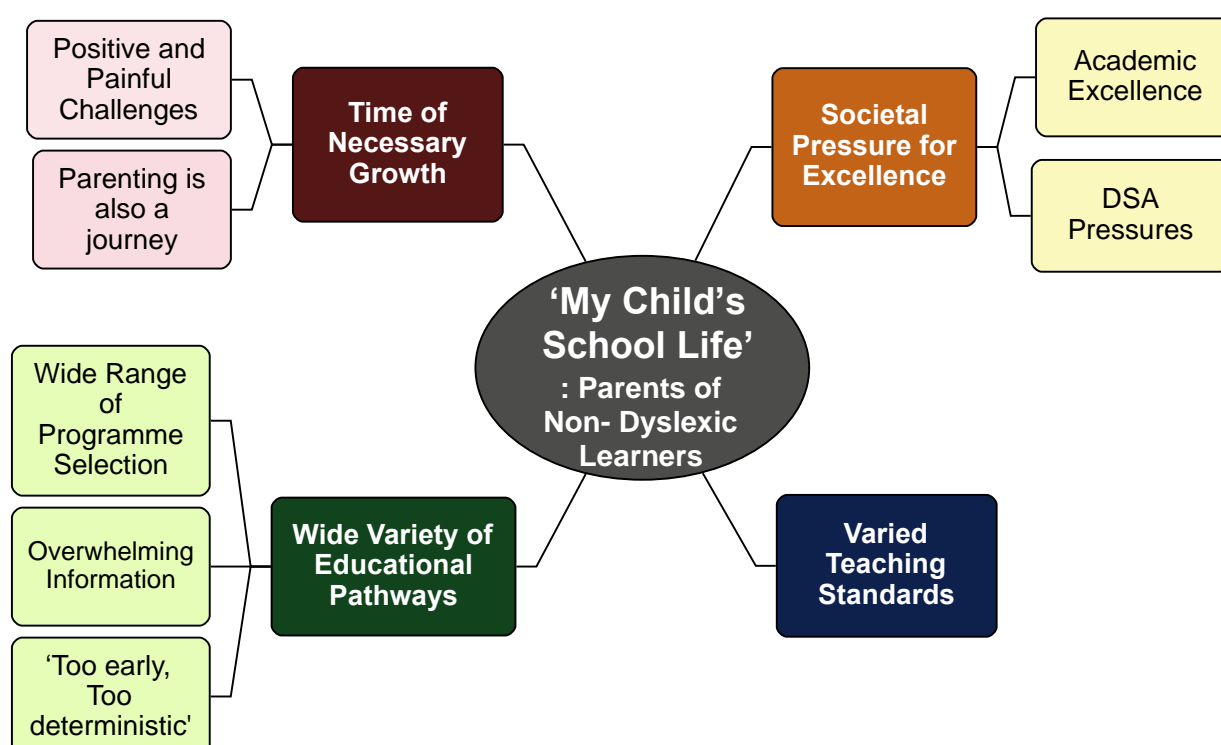 Positive and
Painful
Challenges
Parenting is
also a
journey
Time of
Necessary
Growth
Societal
Pressure for
Excellence
Academic
Excellence
DSA
Pressures
‘My Child’s
School Life’
: Parents of
Non- Dyslexic
Learners
Wide Range
of
Programme
Selection
Overwhelming
Information
‘Too early,
Too
deterministic'
Wide Variety of
Educational
Pathways
Varied
Teaching
Standards